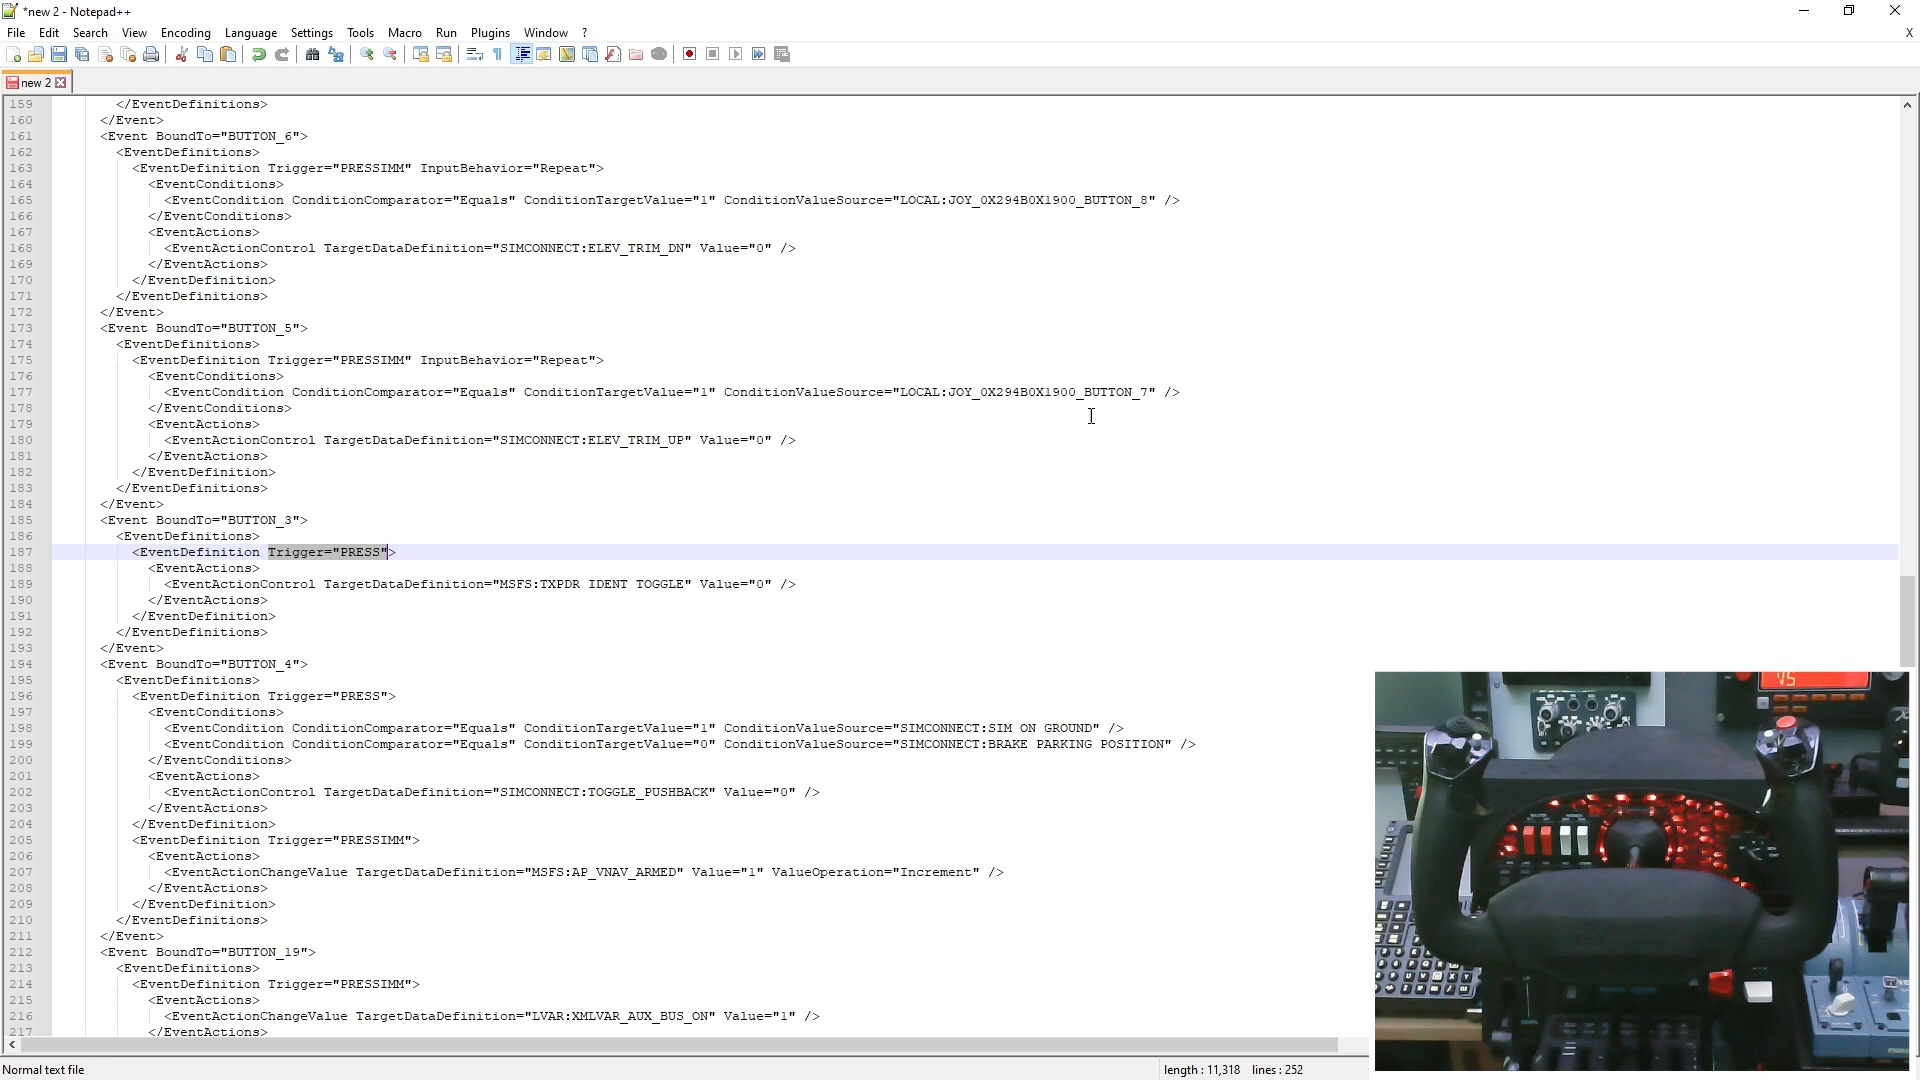 *new 2 - Notepad++
File Edit Search View Encoding Language Settings Tools Macro Run Plugins Window ? X
new 2
159 </EventDefinitions>
160 </Event>
161 <Event BoundTo="BUTTON_6">
162 <EventDefinitions>
163 <EventDefinition Trigger="PRESSIMM" InputBehavior="Repeat">
164 <EventConditions>
165 <EventCondition ConditionComparator="Equals" ConditionTargetValue="1" ConditionValueSource="LOCAL:JOY_0X294B0X1900_BUTTON_8" />
166 </EventConditions>
167 <EventActions>
168 <EventActionControl TargetDataDefinition="SIMCONNECT:ELEV_TRIM_DN" Value="0" />
169 </EventActions>
170 </EventDefinition>
171 </EventDefinitions>
172 </Event>
173 <Event BoundTo="BUTTON_5">
174 <EventDefinitions>
175 <EventDefinition Trigger="PRESSIMM" InputBehavior="Repeat">
176 <EventConditions>
177 <EventCondition ConditionComparator="Equals" ConditionTargetValue="1" ConditionValueSource="LOCAL:JOY_0X294B0X1900_BUTTON_7" />
178 </EventConditions>
179 <EventActions>
180 <EventActionControl TargetDataDefinition="SIMCONNECT:ELEV_TRIM_UP" Value="0" />
181 </EventActions>
182 </EventDefinition>
183 </EventDefinitions>
184 </Event>
185 <Event BoundTo="BUTTON_3">
186 <EventDefinitions>
187 <EventDefinition Trigger="PRESS">
188 <EventActions>
189 <EventActionControl TargetDataDefinition="MSFS:TXPDR IDENT TOGGLE" Value="0" />
190 </EventActions>
191 </EventDefinition>
192 </EventDefinitions>
193 </Event>
194 <Event BoundTo="BUTTON_4">
195 <EventDefinitions>
196 <EventDefinition Trigger="PRESS">
197 <EventConditions>
198 <EventCondition ConditionComparator="Equals" ConditionTargetValue="1" ConditionValueSource="SIMCONNECT:SIM ON GROUND" />
199 <EventCondition ConditionComparator="Equals" ConditionTargetValue="0" ConditionValueSource="SIMCONNECT:BRAKE PARKING POSITION" />
200 </EventConditions>
201 <EventActions>
202 <EventActionControl TargetDataDefinition="SIMCONNECT:TOGGLE_PUSHBACK" Value="0" />
203 </EventActions>
204 </EventDefinition>
205 <EventDefinition Trigger="PRESSIMM">
206 <EventActions>
207 <EventActionChangeValue TargetDataDefinition="MSFS:AP_VNAV_ARMED" Value="1" ValueOperation="Increment" />
208 </EventActions>
209 </EventDefinition>
210 </EventDefinitions>
211 </Event>
212 <Event BoundTo="BUTTON_19">
213 <EventDefinitions>
214 <EventDefinition Trigger="PRESSIMM">
215 <EventActions>
216 <EventActionChangeValue TargetDataDefinition="LVAR:XMLVAR_AUX_BUS_ON" Value="1" />
217 </EventActions>
Normal text file length : 11,318 lines : 252